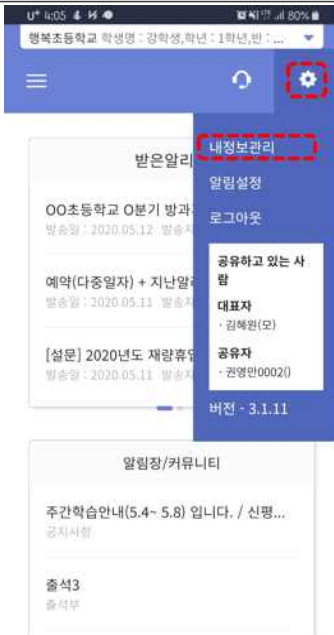 U+ 4:05
80%
행복초등학교 학생명 : 강학생,학년 : 1학년,반 : ...
받은알리
내정보관리
알림설정
로그아웃
공유하고 있는 사
람
대표자
· 김혜원(모)
공유자
· 권영만0002()
버전 - 3.1.11
OO초등학교 O분기 방과
발송일 : 2020.05.12 발송자
예약(다중일자) + 지난알
발송일 : 2020.05.11 발송자
[설문] 2020년도 재량휴
발송일 : 2020.05.11 발송자
알림장/커뮤니티
주간학습안내(5.4~ 5.8) 입니다. / 신평...
공지사항
출석3
출석부